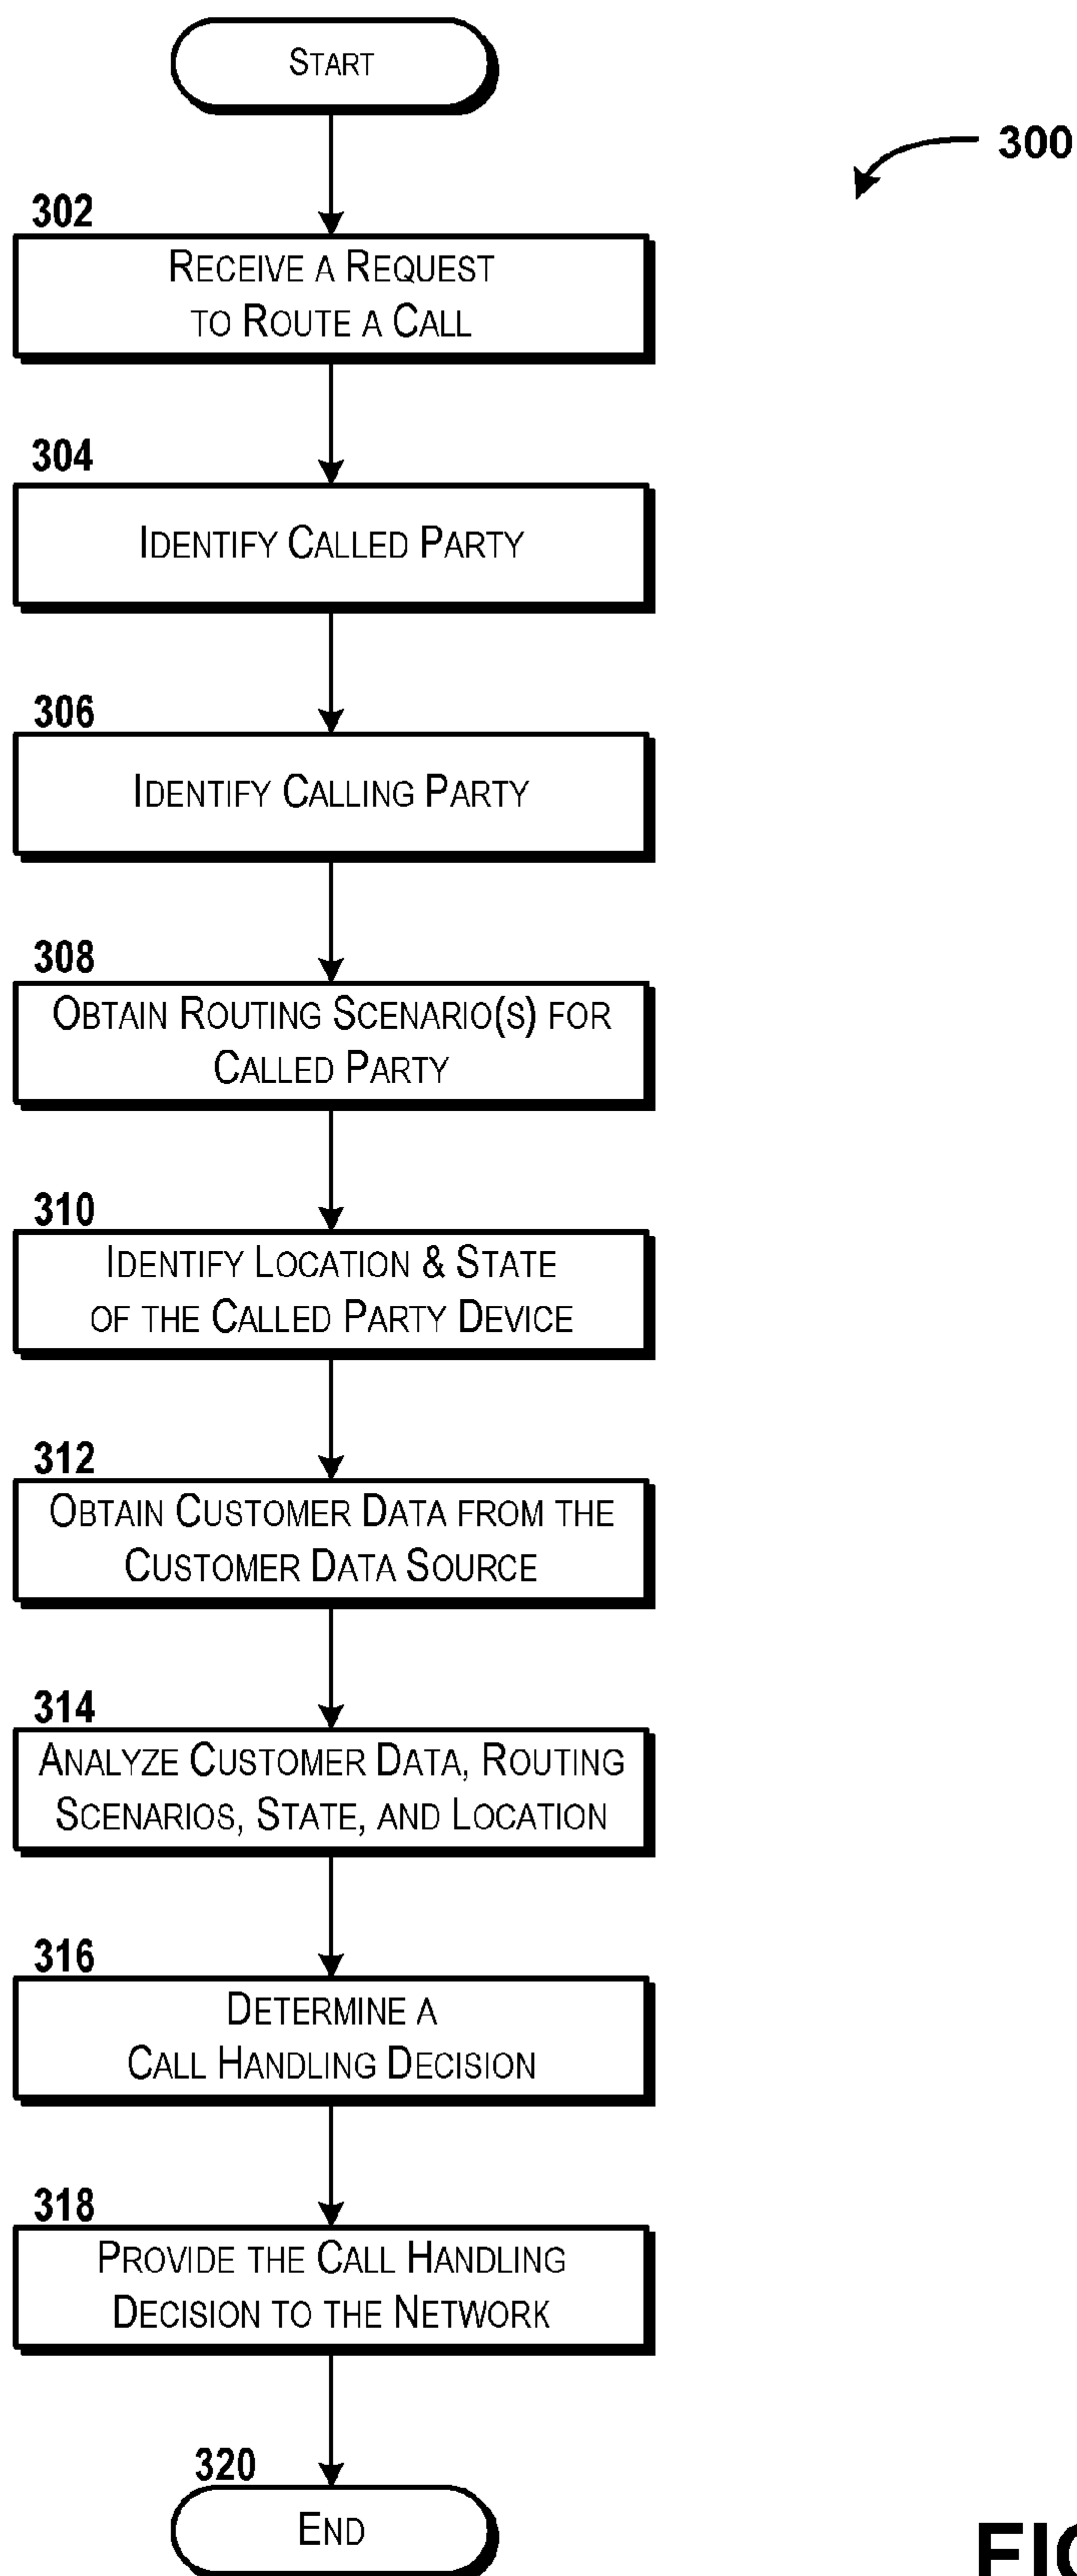 START
300
302
RECEIVE A REQUEST
TO ROUTE A CALL
304
IDENTIFY CALLED PARTY
306
IDENTIFY CALLING PARTY
308
OBTAIN ROUTING SCENARIO(S) FOR
CALLED PARTY
310
IDENTIFY LOCATION & STATE
OF THE CALLED PARTY DEVICE
312
OBTAIN CUSTOMER DATA FROM THE
CUSTOMER DATA SOURCE
314
ANALYZE CUSTOMER DATA, ROUTING
SCENARIOS, STATE, AND LOCATION
316
DETERMINE A
CALL HANDLING DECISION
318
PROVIDE THE CALL HANDLING
DECISION TO THE NETWORK
320
END